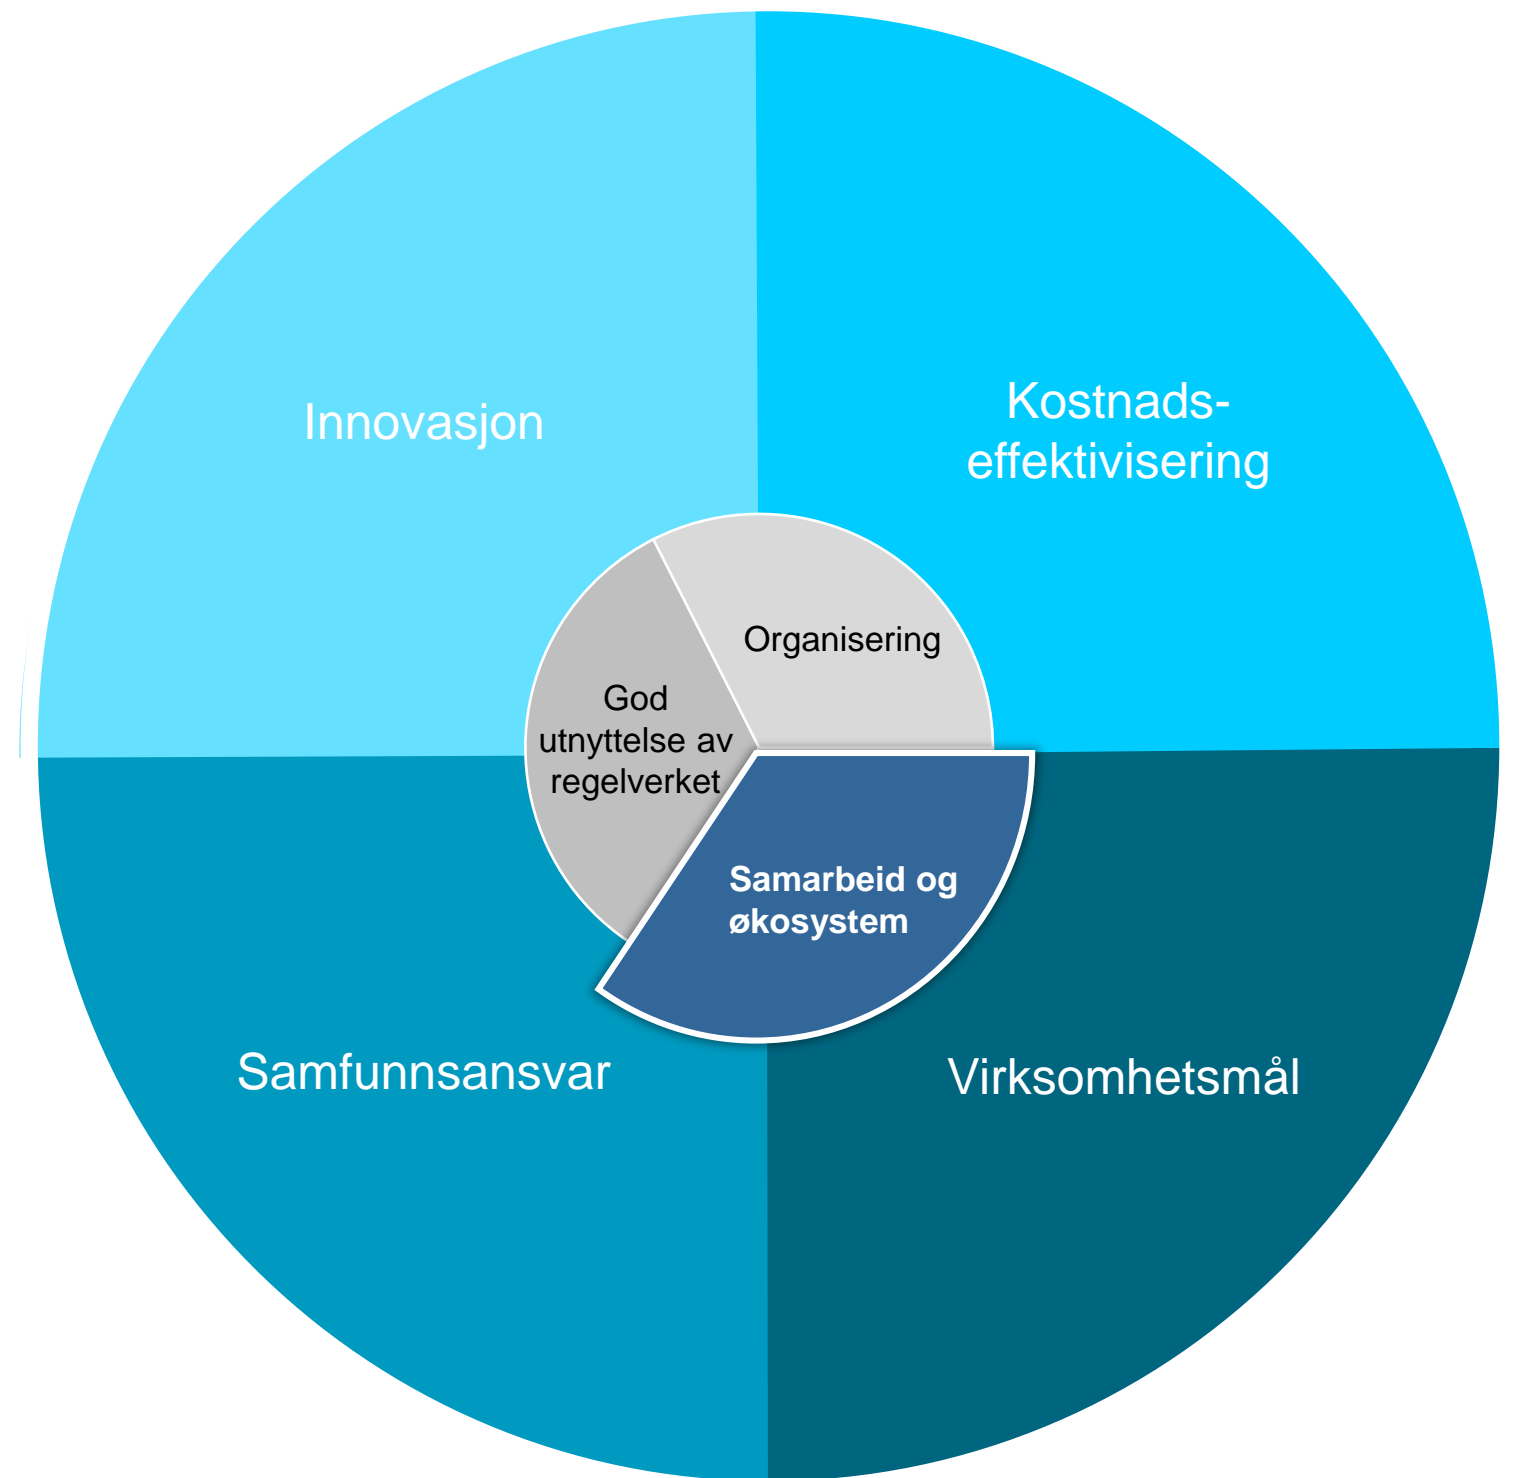 Innovasjon
Kostnads-
effektivisering
Organisering
God
utnyttelse av
regelverket
Samarbeid og
økosystem
Samfunnsansvar
Virksomhetsmål